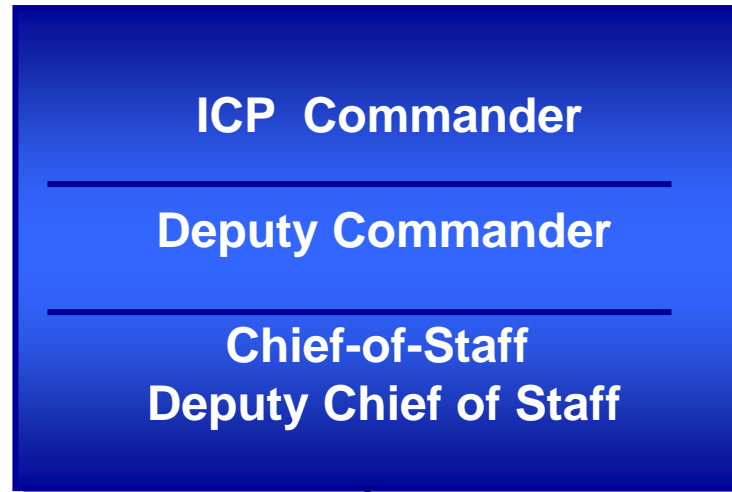 ICP Commander
Deputy Commander
Chief-of-Staff
Deputy Chief of Staff